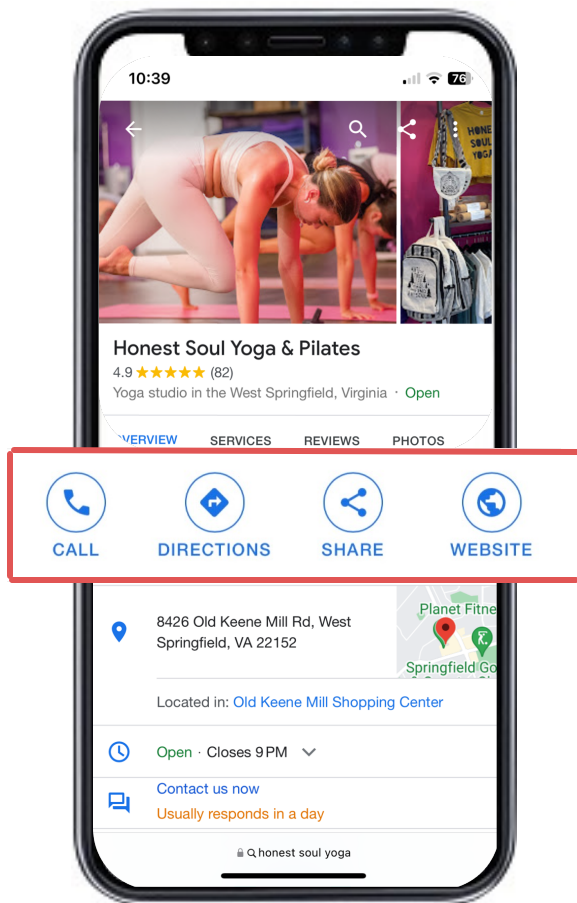 10:39
76
HONE
SOUL
YOGA
Honest Soul Yoga & Pilates
4.9 (82)
Yoga studio in the West Springfield, Virginia · Open
OVERVIEW SERVICES REVIEWS PHOTOS
CALL DIRECTIONS SHARE WEBSITE
8426 Old Keene Mill Rd, West
Springfield, VA 22152
Planet Fitne
Springfield Go
Located in: Old Keene Mill Shopping Center
Open · Closes 9 PM
Contact us now
Usually responds in a day
honest soul yoga